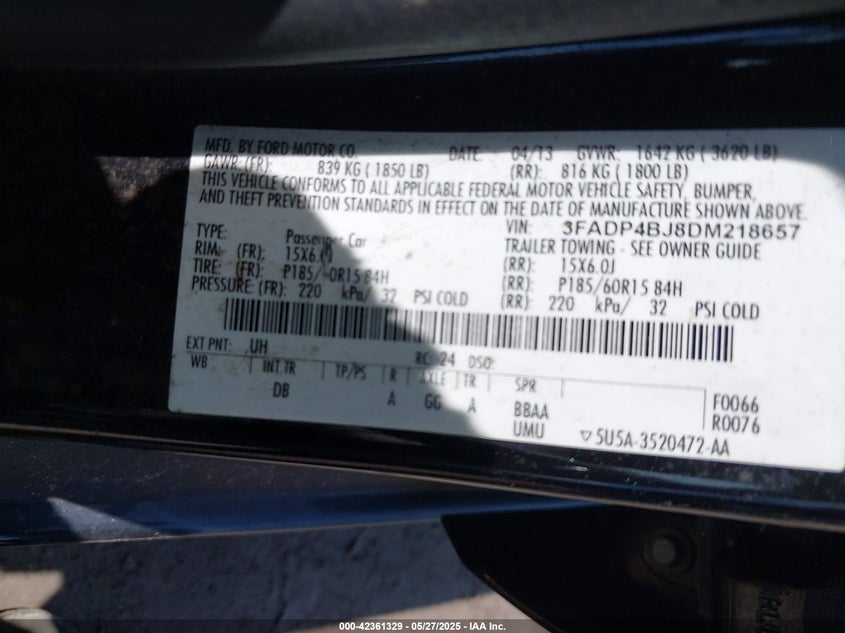 MFD. BY FORD MOTOR CO. DATE: 04/13 GVWR: 1642 KG ( 3620 LB)
GAWR: (FR): 839 KG ( 1850 LB) (RR): 816 KG ( 1800 LB)
THIS VEHICLE CONFORMS TO ALL APPLICABLE FEDERAL MOTOR VEHICLE SAFETY, BUMPER,
AND THEFT PREVENTION STANDARDS IN EFFECT ON THE DATE OF MANUFACTURE SHOWN ABOVE.
VIN: 3FADP4BJ8DM218657
TYPE: Passenger Car TRAILER TOWING - SEE OWNER GUIDE
RIM: (FR): 15X6.0J (RR): 15X6.0J
TIRE: (FR): P185/60R15 84H (RR): P185/60R15 84H
PRESSURE: (FR): 220 kPa/ 32 PSI COLD (RR): 220 kPa/ 32 PSI COLD
EXT PNT: UH RC: 24 DSO:
WB INT TR TP/PS R AXLE TR SPR
DB A GG A BBAA
UMU
F0066
R0076
▽5U5A-3520472-AA
000-42361329 - 05/27/2025 - IAA Inc.